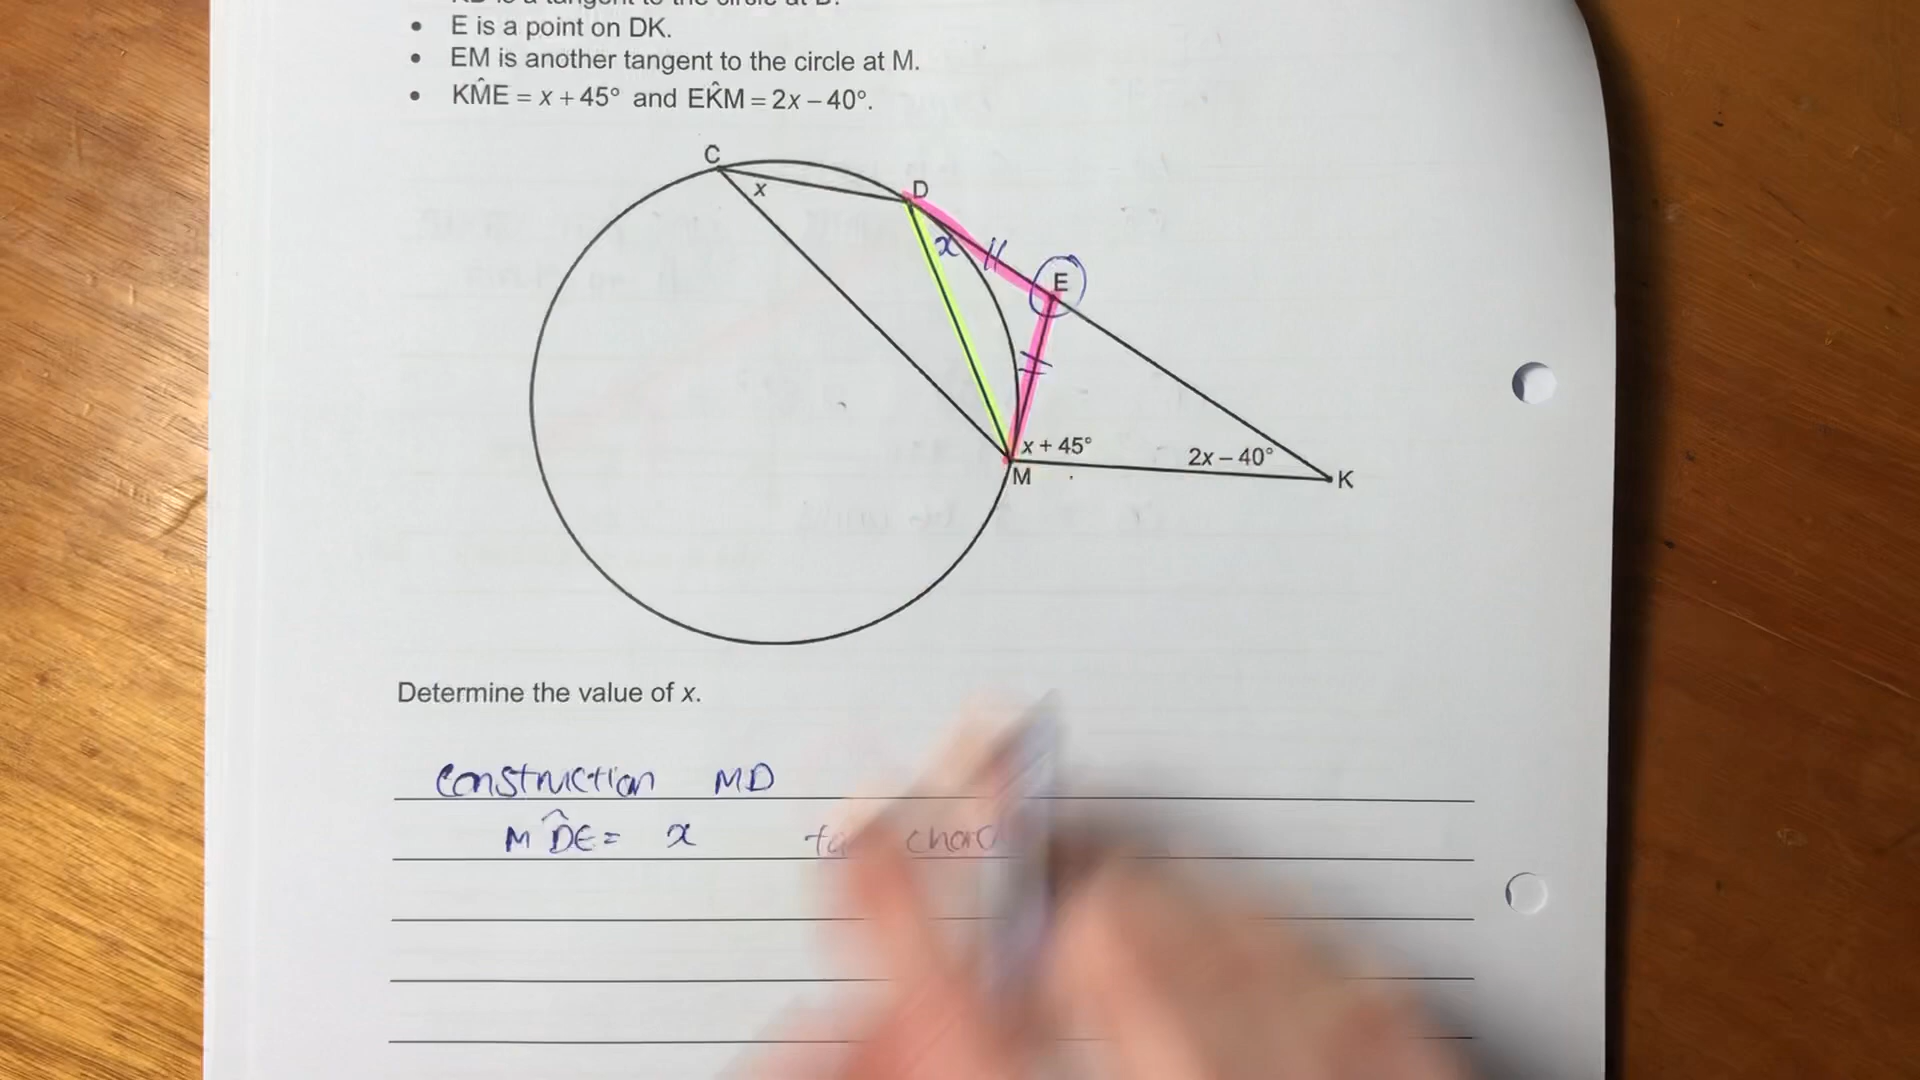 • E is a point on DK.
• EM is another tangent to the circle at M.
• KM̂E = x + 45° and EK̂M = 2x – 40°.
C
x
D
x
E
x + 45°
2x – 40°
M
K
Determine the value of x.
Construction MD
MD̂E = x chord